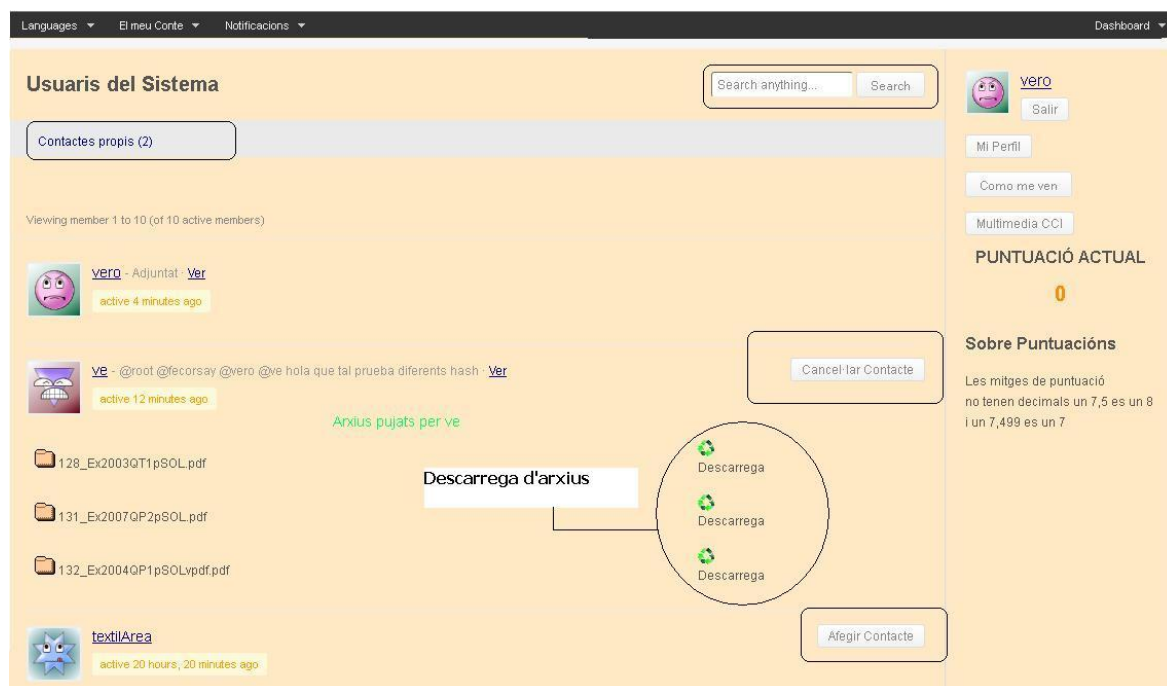 Languages El meu Conte Notificacions Dashboard
Usuaris del Sistema
Search anything... Search
Contactes propis (2)
Viewing member 1 to 10 (of 10 active members)
vero - Adjuntat · Ver
active 4 minutes ago
ve - @root @fecorsay @vero @ve hola que tal prueba diferents hash · Ver
active 12 minutes ago
Cancel·lar Contacte
Arxius pujats per ve
128_Ex2003QT1pSOL.pdf
Descarrega
Descarrega d'arxius
131_Ex2007QP2pSOL.pdf
Descarrega
132_Ex2004QP1pSOLvpdf.pdf
Descarrega
textilArea
active 20 hours, 20 minutes ago
Afegir Contacte
vero
Salir
Mi Perfil
Como me ven
Multimedia CCI
PUNTUACIÓ ACTUAL
0
Sobre Puntuacións
Les mitges de puntuació
no tenen decimals un 7,5 es un 8
i un 7,499 es un 7